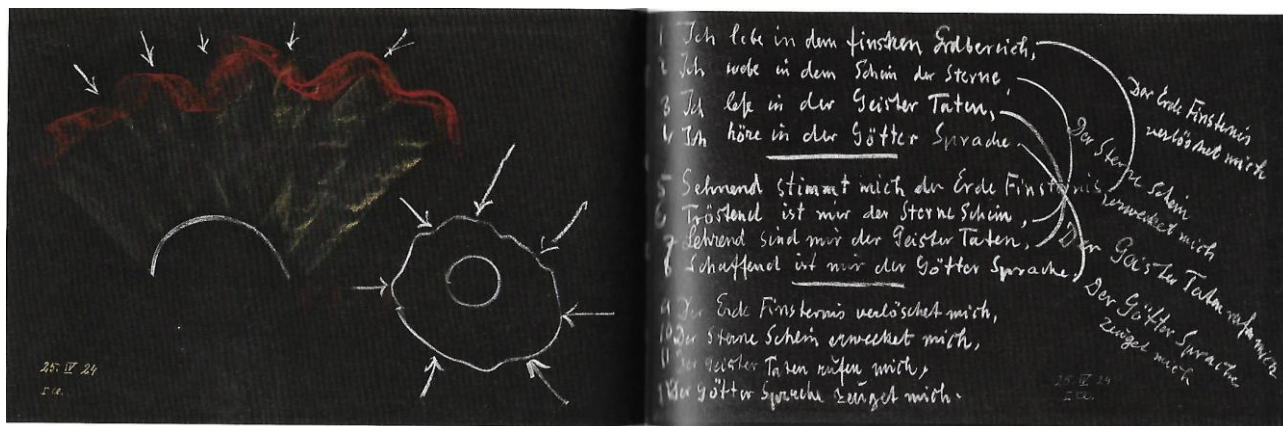 25. IV 24
I Cl.
1 Ich lebe in dem finstren Erdbereich,
2 Ich webe in dem Schein der Sterne,
3 Ich lese in der Geister Taten,
4 Ich höre in der Götter Sprache.
5 Sehnend stimmt mich der Erde Finsternis
6 Tröstend ist mir der Sterne Schein,
7 Lehrend sind mir der Geister Taten,
8 Schaffend ist mir der Götter Sprache.
9 Der Erde Finsternis verlöschet mich,
10 Der Sterne Schein erwecket mich,
11 Der Geister Taten rufen mich,
12 Der Götter Sprache zeuget mich.
Der Erde Finsternis
verlöschet mich
Der Sterne Schein
erwecket mich
Der Geister Taten rufen mich
Der Götter Sprache
zeuget mich
25. IV 24
I Cl.